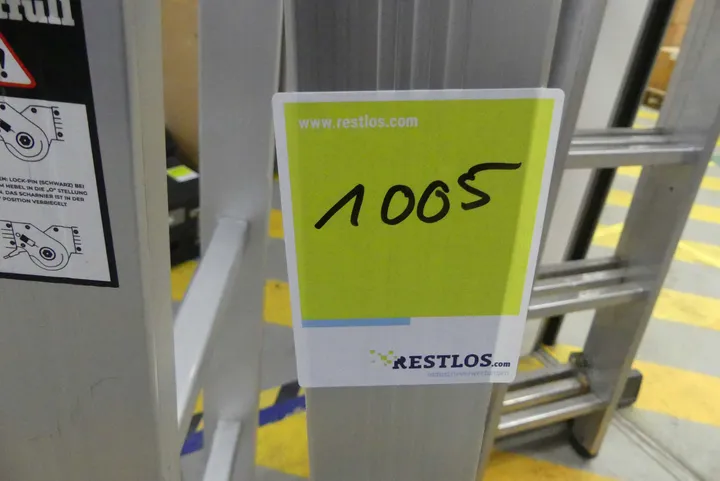 www.restlos.com
1005
RESTLOS.com
LOCK-PIN (SCHWARZ) BEI
HEBEL IN DIE „O" STELLUNG
DAS SCHARNIER IST IN DER
POSITION VERRIEGELT